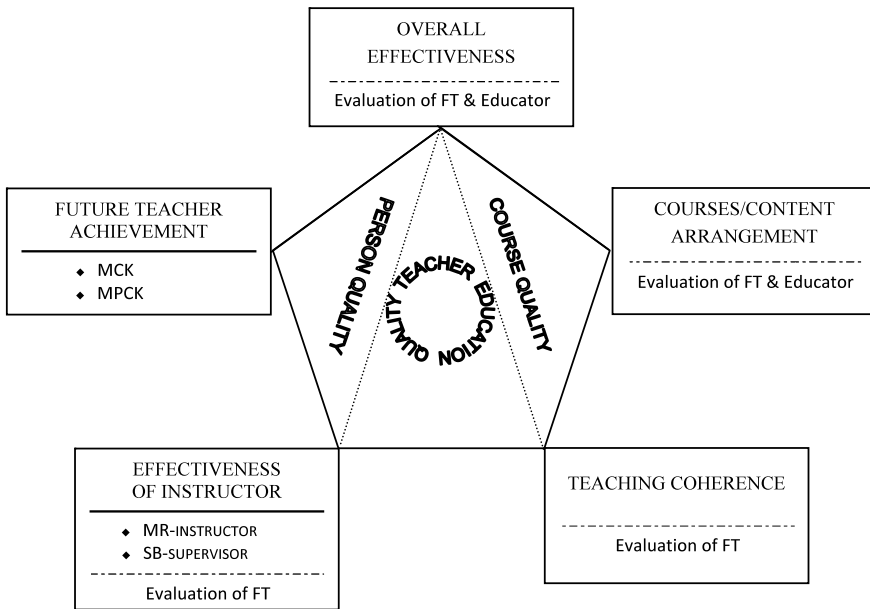 OVERALL
EFFECTIVENESS
Evaluation of FT & Educator
FUTURE TEACHER
ACHIEVEMENT
◆ MCK
◆ MPCK
PERSON QUALITY
COURSE QUALITY
QUALITY TEACHER EDUCATION
COURSES/CONTENT
ARRANGEMENT
Evaluation of FT & Educator
EFFECTIVENESS
OF INSTRUCTOR
◆ MR-INSTRUCTOR
◆ SB-SUPERVISOR
Evaluation of FT
TEACHING COHERENCE
Evaluation of FT